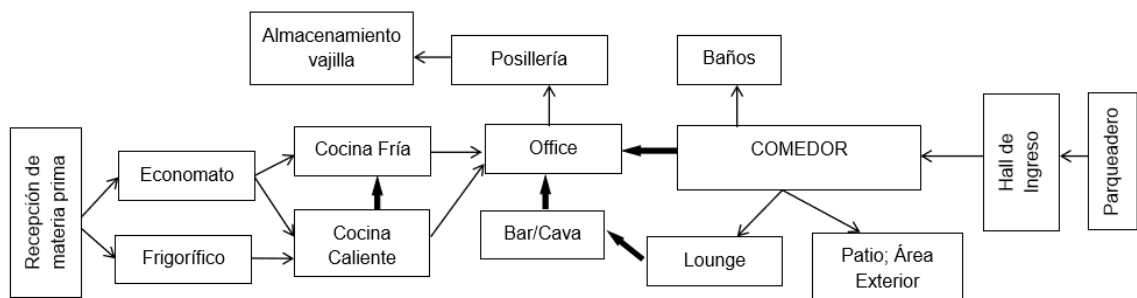 Almacenamiento
vajilla
Posillería
Baños
Recepción de
materia prima
Economato
Frigorífico
Cocina Fría
Cocina
Caliente
Office
Bar/Cava
COMEDOR
Lounge
Patio; Área
Exterior
Hall de
Ingreso
Parqueadero